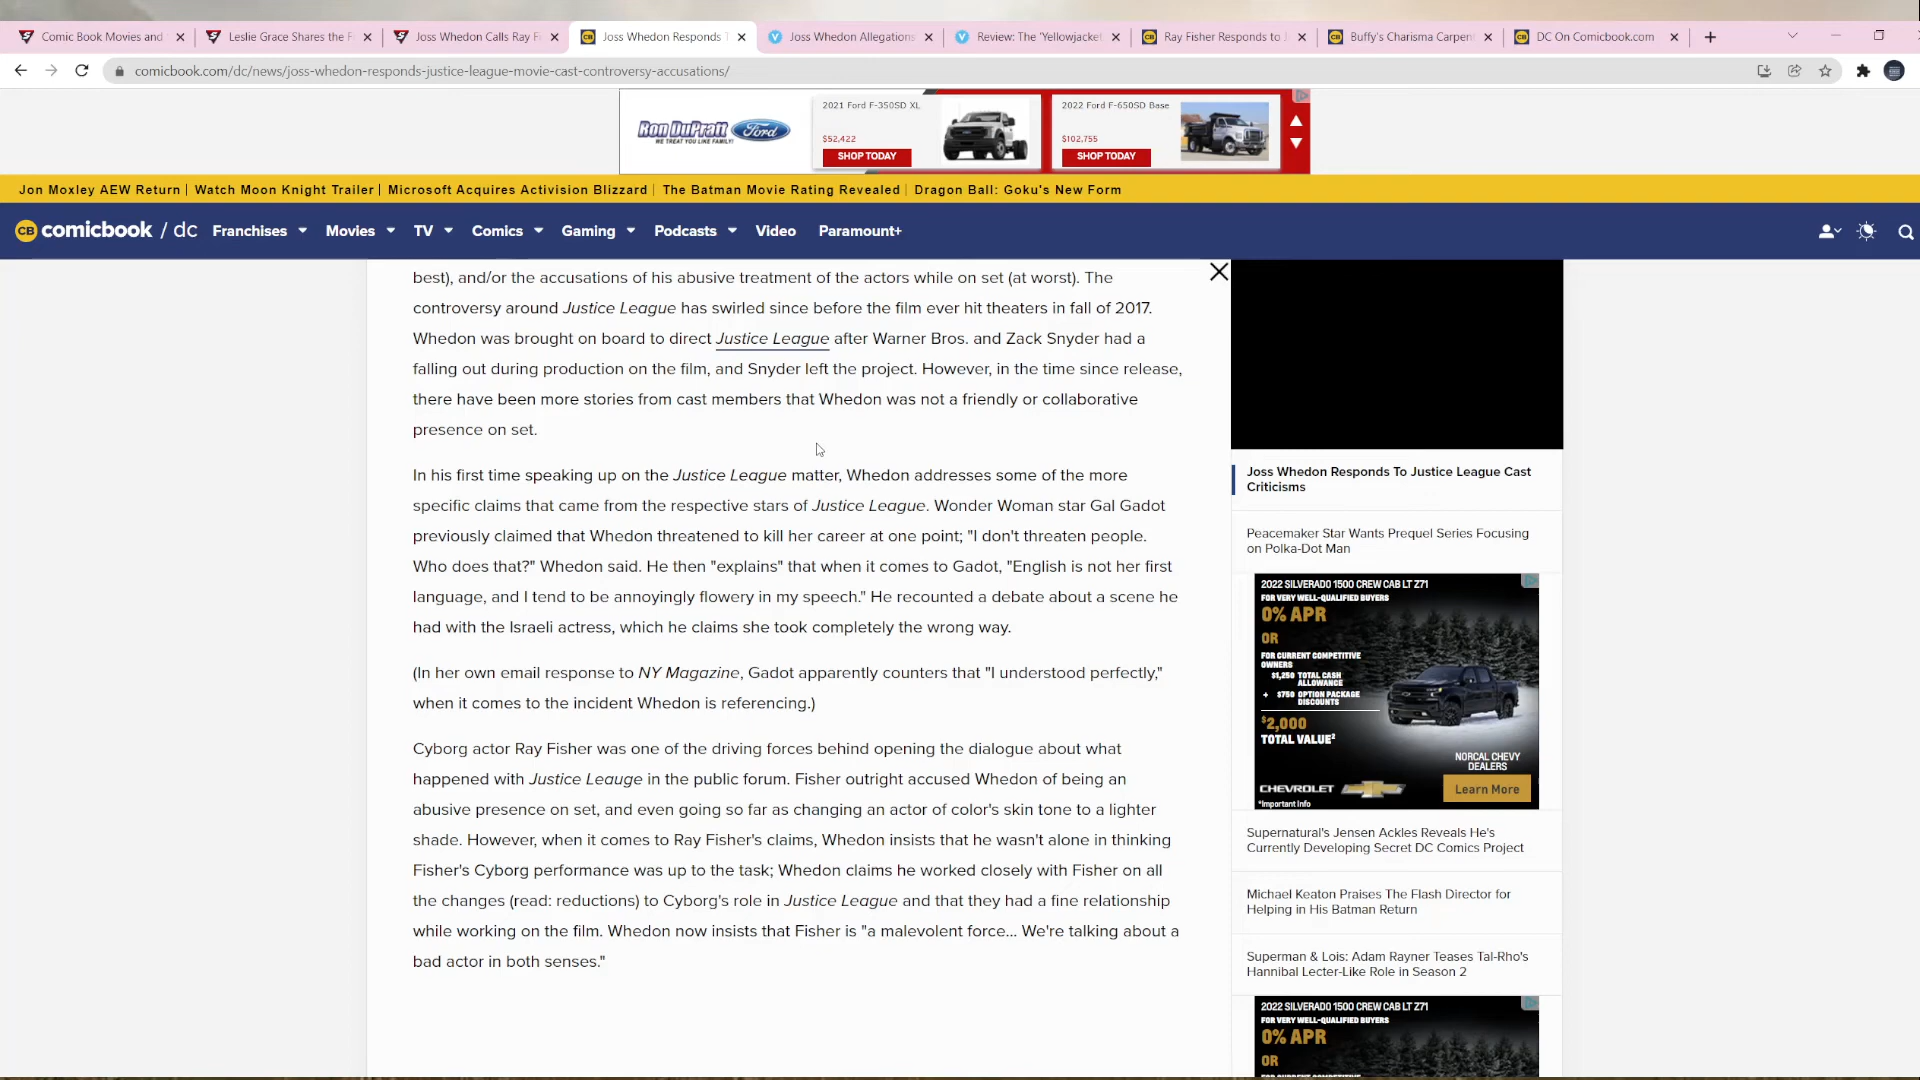 Comic Book Movies and
Leslie Grace Shares the F
Joss Whedon Calls Ray Fi
Joss Whedon Responds T
Joss Whedon Allegations'
Review: The 'Yellowjacket
Ray Fisher Responds to J
Buffy's Charisma Carpent
DC On Comicbook.com
comicbook.com/dc/news/joss-whedon-responds-justice-league-movie-cast-controversy-accusations/
Ron DuPratt Ford
WE TREAT YOU LIKE FAMILY!
2021 Ford F-350SD XL
$52,422
SHOP TODAY
2022 Ford F-650SD Base
$102,755
SHOP TODAY
Jon Moxley AEW Return | Watch Moon Knight Trailer | Microsoft Acquires Activision Blizzard | The Batman Movie Rating Revealed | Dragon Ball: Goku's New Form
CB comicbook / dc Franchises Movies TV Comics Gaming Podcasts Video Paramount+
best), and/or the accusations of his abusive treatment of the actors while on set (at worst). The
controversy around Justice League has swirled since before the film ever hit theaters in fall of 2017.
Whedon was brought on board to direct Justice League after Warner Bros. and Zack Snyder had a
falling out during production on the film, and Snyder left the project. However, in the time since release,
there have been more stories from cast members that Whedon was not a friendly or collaborative
presence on set.
In his first time speaking up on the Justice League matter, Whedon addresses some of the more
specific claims that came from the respective stars of Justice League. Wonder Woman star Gal Gadot
previously claimed that Whedon threatened to kill her career at one point; "I don't threaten people.
Who does that?" Whedon said. He then "explains" that when it comes to Gadot, "English is not her first
language, and I tend to be annoyingly flowery in my speech." He recounted a debate about a scene he
had with the Israeli actress, which he claims she took completely the wrong way.
(In her own email response to NY Magazine, Gadot apparently counters that "I understood perfectly,"
when it comes to the incident Whedon is referencing.)
Cyborg actor Ray Fisher was one of the driving forces behind opening the dialogue about what
happened with Justice Leauge in the public forum. Fisher outright accused Whedon of being an
abusive presence on set, and even going so far as changing an actor of color's skin tone to a lighter
shade. However, when it comes to Ray Fisher's claims, Whedon insists that he wasn't alone in thinking
Fisher's Cyborg performance was up to the task; Whedon claims he worked closely with Fisher on all
the changes (read: reductions) to Cyborg's role in Justice League and that they had a fine relationship
while working on the film. Whedon now insists that Fisher is "a malevolent force... We're talking about a
bad actor in both senses."
Joss Whedon Responds To Justice League Cast
Criticisms
Peacemaker Star Wants Prequel Series Focusing
on Polka-Dot Man
2022 SILVERADO 1500 CREW CAB LT Z71
FOR VERY WELL-QUALIFIED BUYERS
0% APR
OR
FOR CURRENT COMPETITIVE
OWNERS
$1,250 TOTAL CASH
ALLOWANCE
+ $750 OPTION PACKAGE
DISCOUNTS
$2,000
TOTAL VALUE²
NORCAL CHEVY
DEALERS
CHEVROLET
Learn More
*Important Info
Supernatural's Jensen Ackles Reveals He's
Currently Developing Secret DC Comics Project
Michael Keaton Praises The Flash Director for
Helping in His Batman Return
Superman & Lois: Adam Rayner Teases Tal-Rho's
Hannibal Lecter-Like Role in Season 2
2022 SILVERADO 1500 CREW CAB LT Z71
FOR VERY WELL-QUALIFIED BUYERS
0% APR
OR